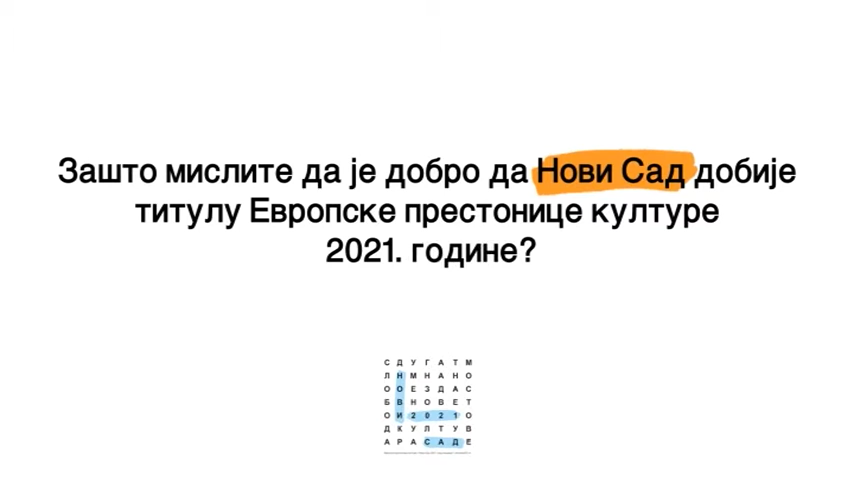 Зашто мислите да је добро да Нови Сад добије
титулу Европске престонице културе
2021. године?
С Д У Г А Т М
Л Н М Н А Н О
О О Е З Д А С
Б В Н О В Е Т
О И 2 0 2 1 О
Д К У Л Т У В
А Р А С А Д Е